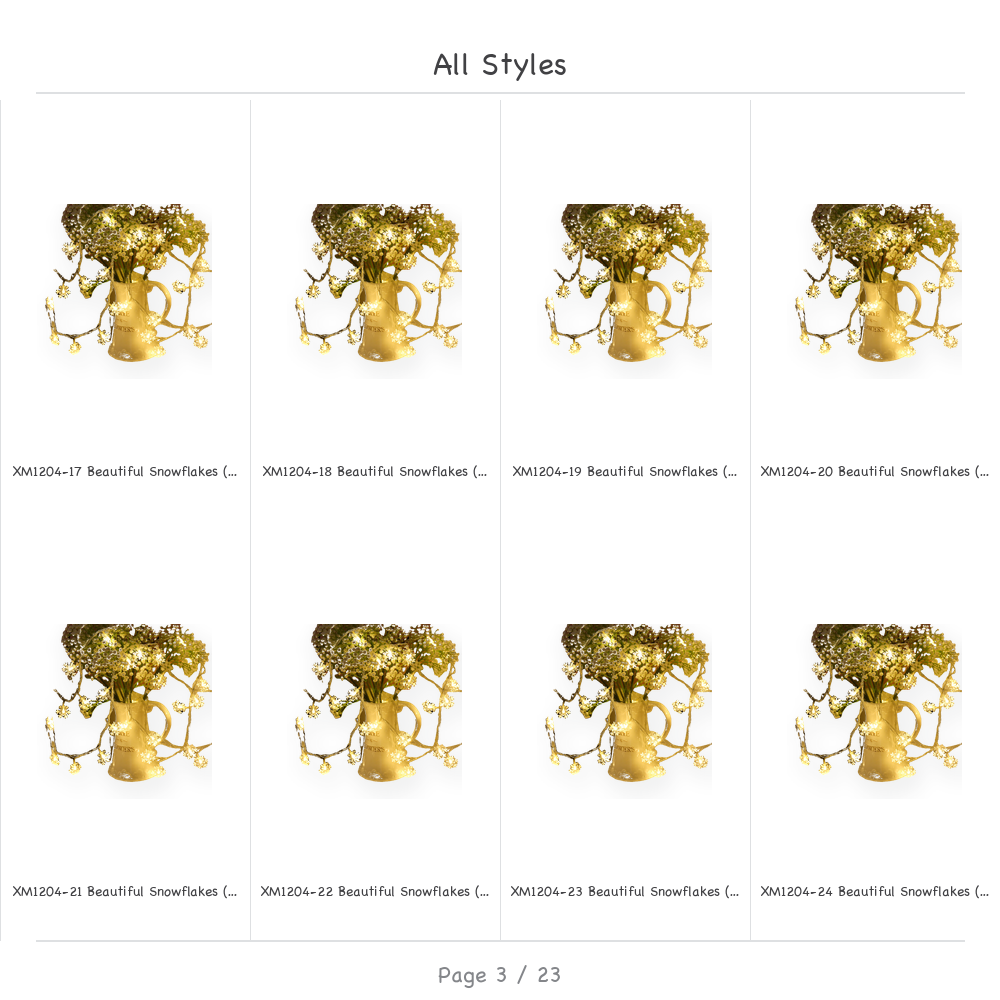 All Styles
XM1204-17 Beautiful Snowflakes (...
XM1204-18 Beautiful Snowflakes (...
XM1204-19 Beautiful Snowflakes (...
XM1204-20 Beautiful Snowflakes (...
XM1204-21 Beautiful Snowflakes (...
XM1204-22 Beautiful Snowflakes (...
XM1204-23 Beautiful Snowflakes (...
XM1204-24 Beautiful Snowflakes (...
Page 3 / 23